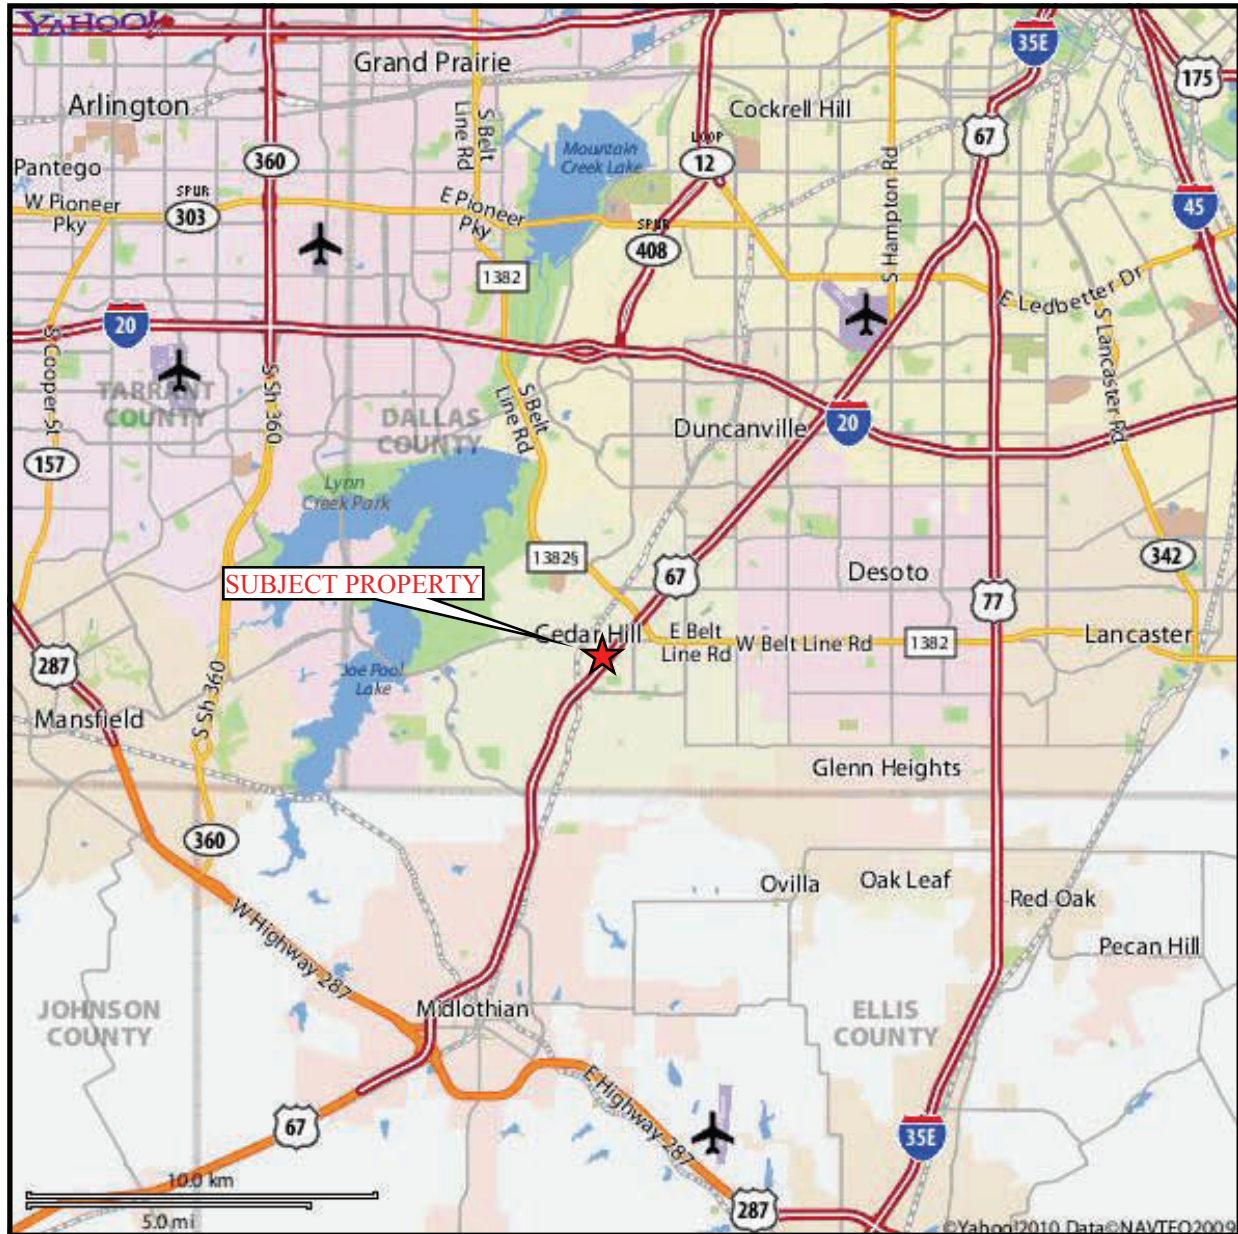 YAHOO!
Grand Prairie
35E
175
Arlington
S Belt
Line Rd
Cockrell Hill
67
Mountain
Creek Lake
LOOP
12
Pantego
360
S Hampton Rd
W Pioneer
Pky
SPUR
303
E Pioneer
Pky
45
SPUR
408
1382
E Ledbetter Dr
20
S Cooper St
S Lancaster Rd
TARRANT
COUNTY
S Sh 360
S Belt
Line Rd
DALLAS
COUNTY
Duncanville
20
157
Lynn
Creek Park
1382§
342
SUBJECT PROPERTY
67
Desoto
77
Cedar Hill
E Belt
Line Rd
W Belt Line Rd
1382
Lancaster
287
Joe Pool
Lake
S Sh 360
Mansfield
Glenn Heights
360
Ovilla
Oak Leaf
Red Oak
W Highway 287
Pecan Hill
JOHNSON
COUNTY
Midlothian
ELLIS
COUNTY
E Highway 287
67
35E
10.0 km
5.0 mi
287
©Yahoo!2010 Data©NAVTEQ2009